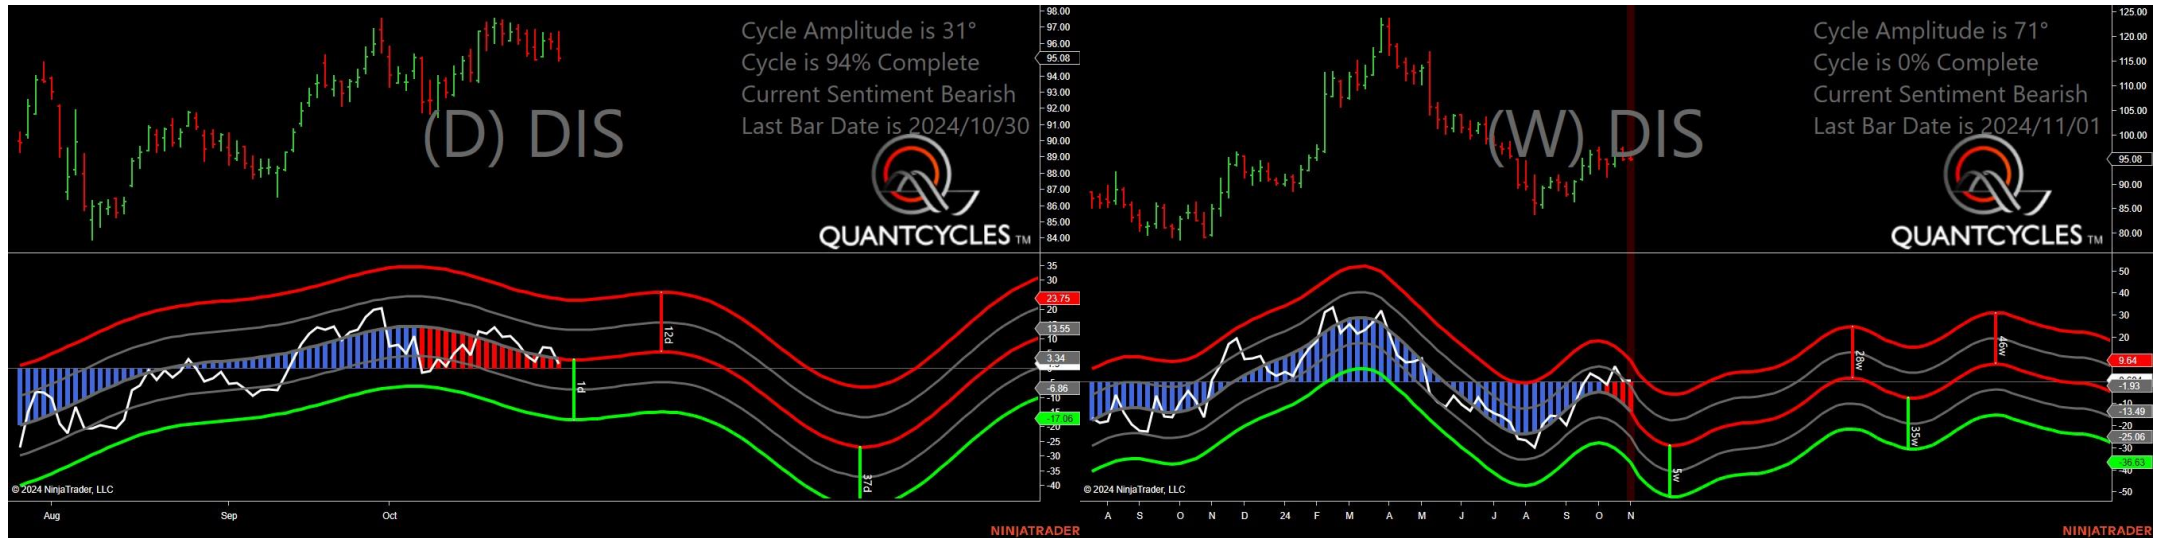 Cycle Amplitude is 31°
Cycle is 94% Complete
Current Sentiment Bearish
Last Bar Date is 2024/10/30
(D) DIS
QUANTCYCLES TM
98.00
97.00
96.00
95.08
94.00
93.00
92.00
91.00
90.00
89.00
88.00
87.00
86.00
85.00
84.00
35
30
23.75
20
13.55
10
3.34
-6.86
-10
-17.06
-20
-25
-30
-35
-40
12d
1d
37d
© 2024 NinjaTrader, LLC
Aug Sep Oct
NINJATRADER
Cycle Amplitude is 71°
Cycle is 0% Complete
Current Sentiment Bearish
Last Bar Date is 2024/11/01
(W) DIS
QUANTCYCLES TM
125.00
120.00
115.00
110.00
105.00
100.00
95.08
90.00
85.00
80.00
50
40
30
20
9.64
-1.93
-13.49
-20
-25.06
-30
-36.63
-50
28w
46w
35w
5w
© 2024 NinjaTrader, LLC
A S O N D 24 F M A M J J A S O N
NINJATRADER